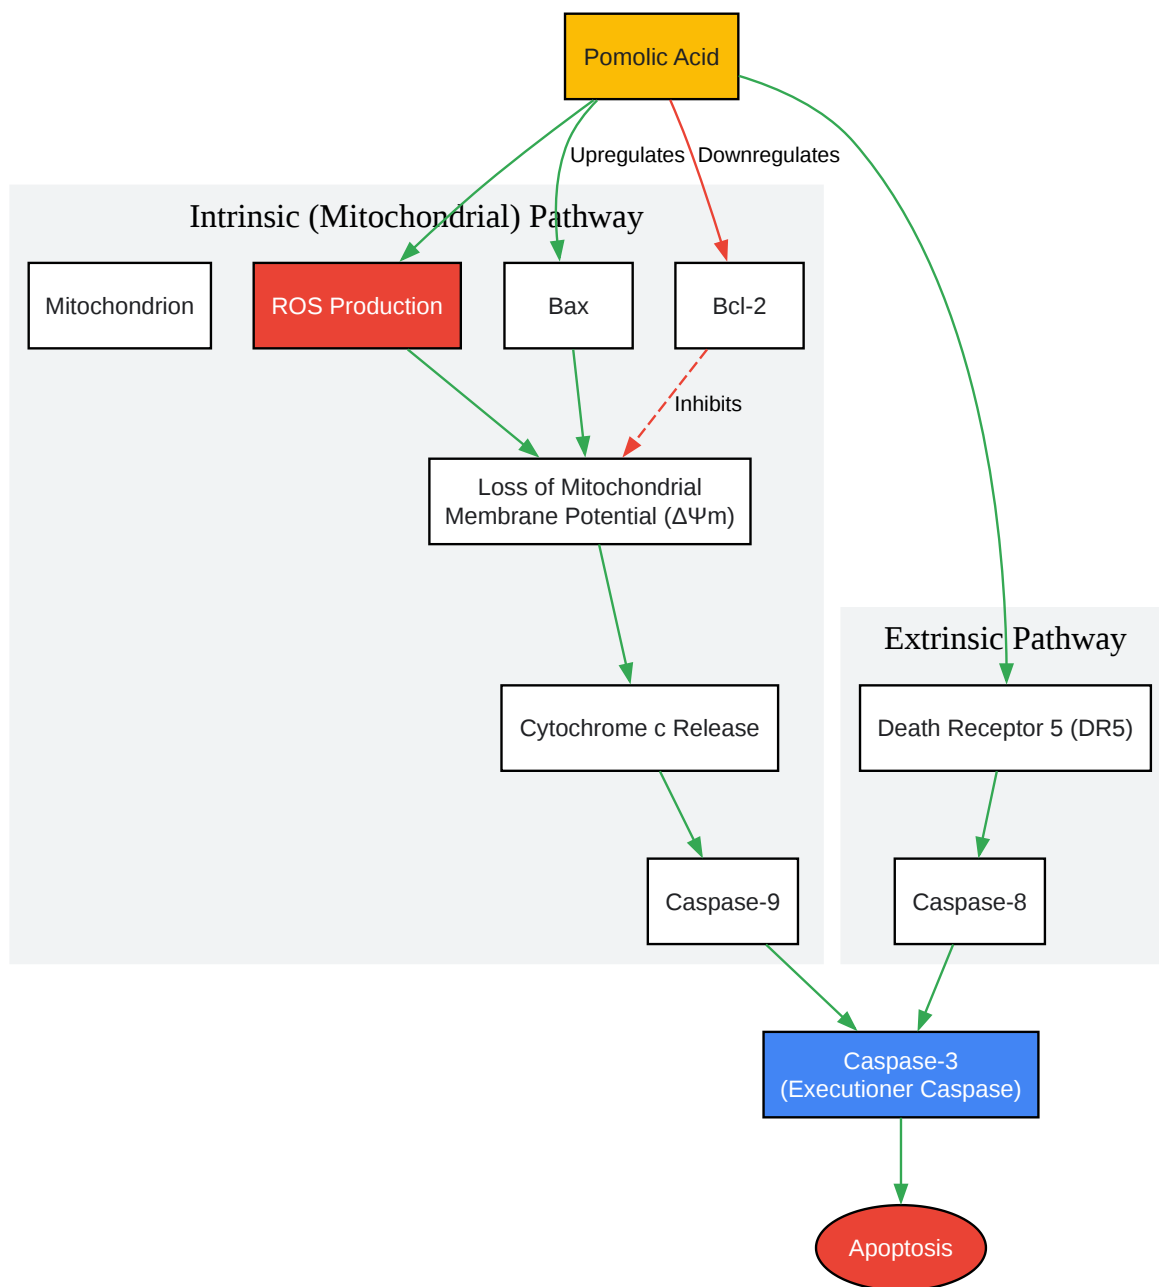 Pomolic Acid
Upregulates
Downregulates
Intrinsic (Mitochondrial) Pathway
Mitochondrion
ROS Production
Bax
Bcl-2
Inhibits
Loss of Mitochondrial
Membrane Potential (ΔΨm)
Extrinsic Pathway
Cytochrome c Release
Death Receptor 5 (DR5)
Caspase-9
Caspase-8
Caspase-3
(Executioner Caspase)
Apoptosis